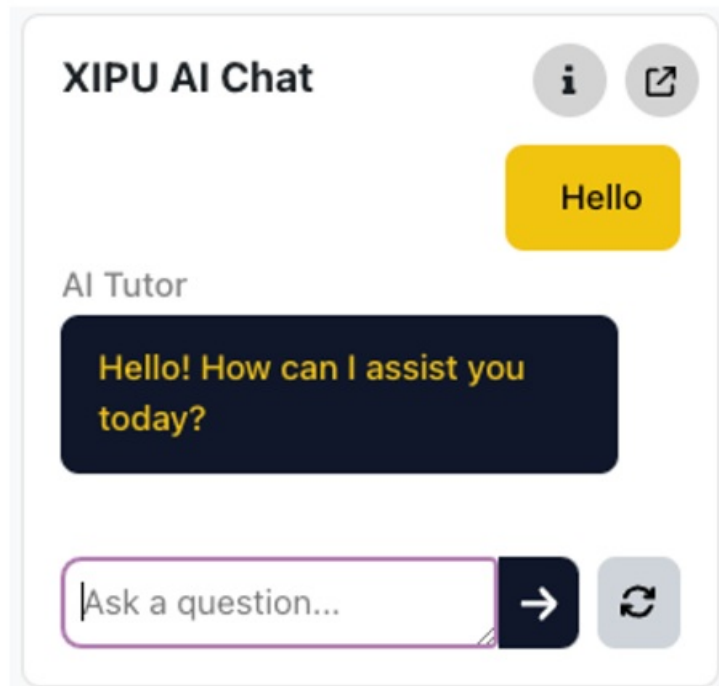 XIPU AI Chat
Hello
AI Tutor
Hello! How can I assist you
today?
Ask a question...